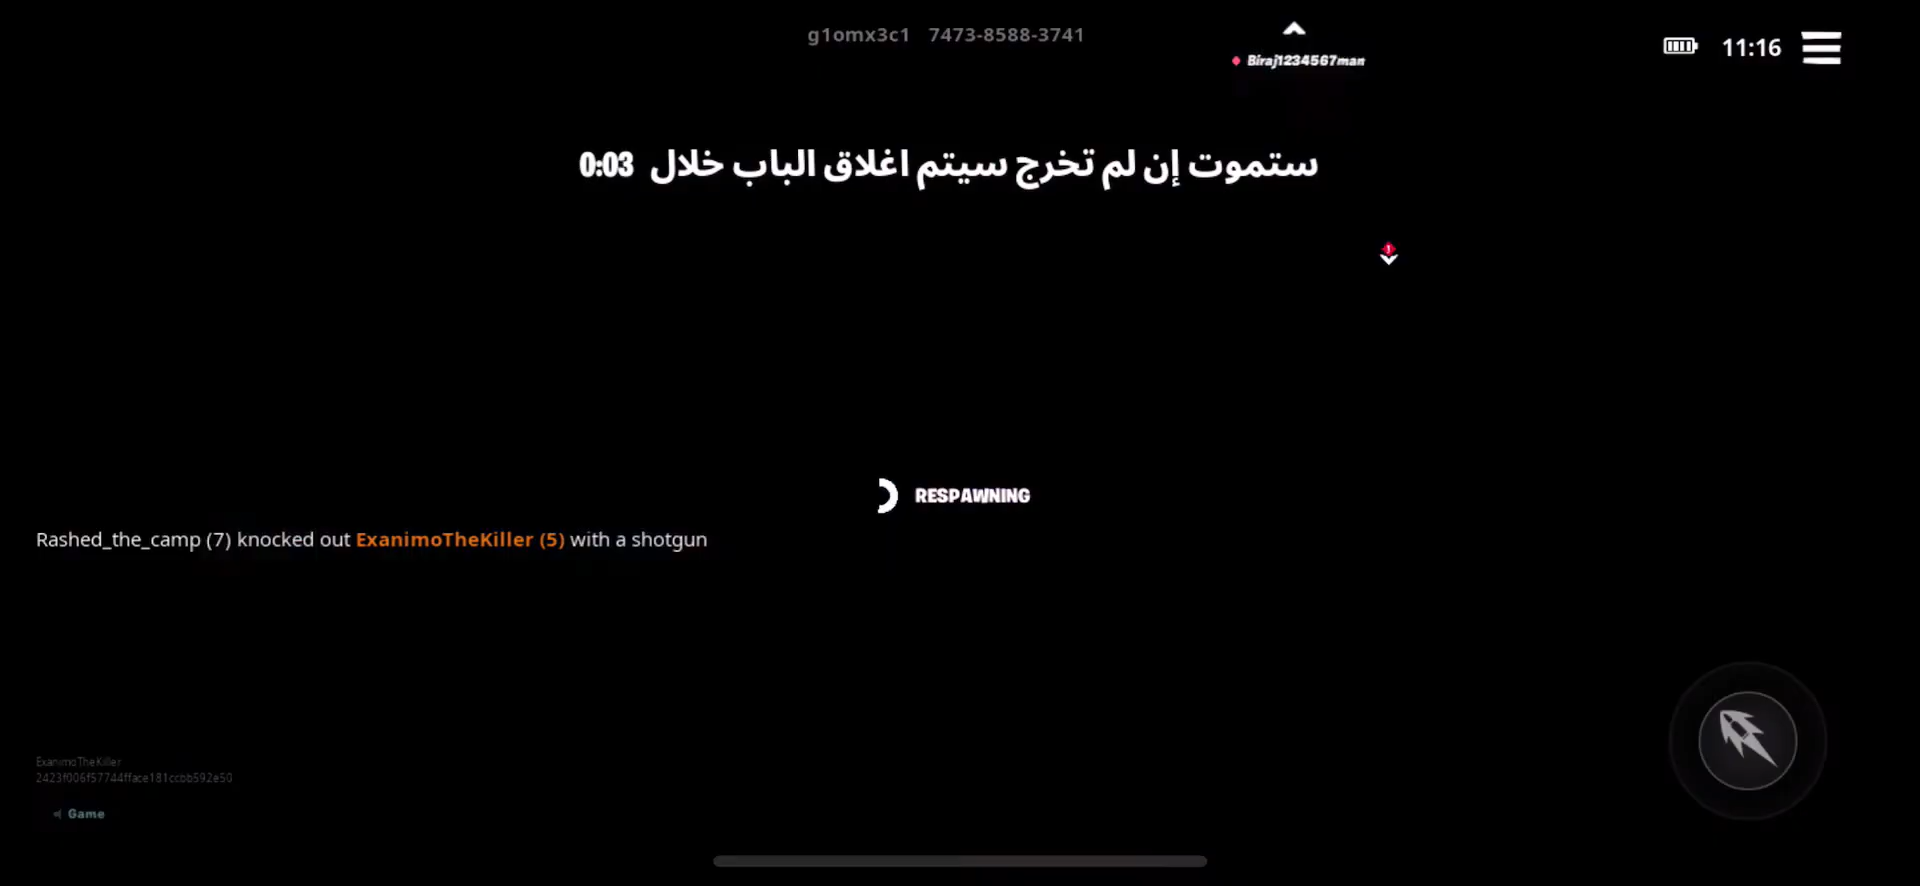 g1omx3c1 7473-8588-3741
Biraj1234567man
11:16
ستموت إن لم تخرج سيتم اغلاق الباب خلال 0:03
RESPAWNING
Rashed_the_camp (7) knocked out ExanimoTheKiller (5) with a shotgun
ExanimoTheKiller
2423f006f57744fface181ccbb592e50
Game